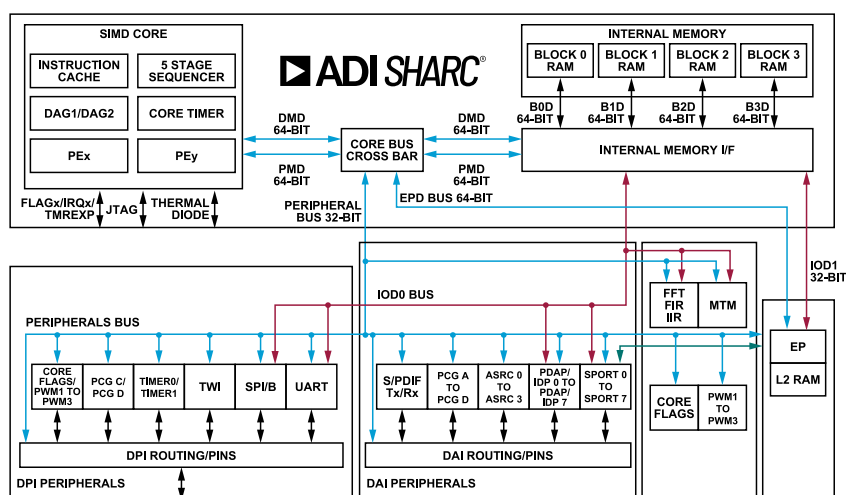 SIMD CORE
INSTRUCTION
CACHE
5 STAGE
SEQUENCER
DAG1/DAG2
CORE TIMER
PEx
PEy
FLAGx/IRQx/
TMREXP
JTAG
THERMAL
DIODE
ADI SHARC®
DMD
64-BIT
PMD
64-BIT
CORE BUS
CROSS BAR
DMD
64-BIT
PMD
64-BIT
INTERNAL MEMORY
BLOCK 0
RAM
BLOCK 1
RAM
BLOCK 2
RAM
BLOCK 3
RAM
B0D
64-BIT
B1D
64-BIT
B2D
64-BIT
B3D
64-BIT
INTERNAL MEMORY I/F
PERIPHERAL
BUS 32-BIT
EPD BUS 64-BIT
IOD1
32-BIT
IOD0 BUS
PERIPHERALS BUS
CORE
FLAGS/
PWM1 TO
PWM3
PCG C/
PCG D
TIMER0/
TIMER1
TWI
SPI/B
UART
DPI ROUTING/PINS
DPI PERIPHERALS
S/PDIF
Tx/Rx
PCG A
TO
PCG D
ASRC 0
TO
ASRC 3
PDAP/
IDP 0 TO
PDAP/
IDP 7
SPORT 0
TO
SPORT 7
DAI ROUTING/PINS
DAI PERIPHERALS
FFT
FIR
IIR
MTM
CORE
FLAGS
PWM1
TO
PWM3
EP
L2 RAM